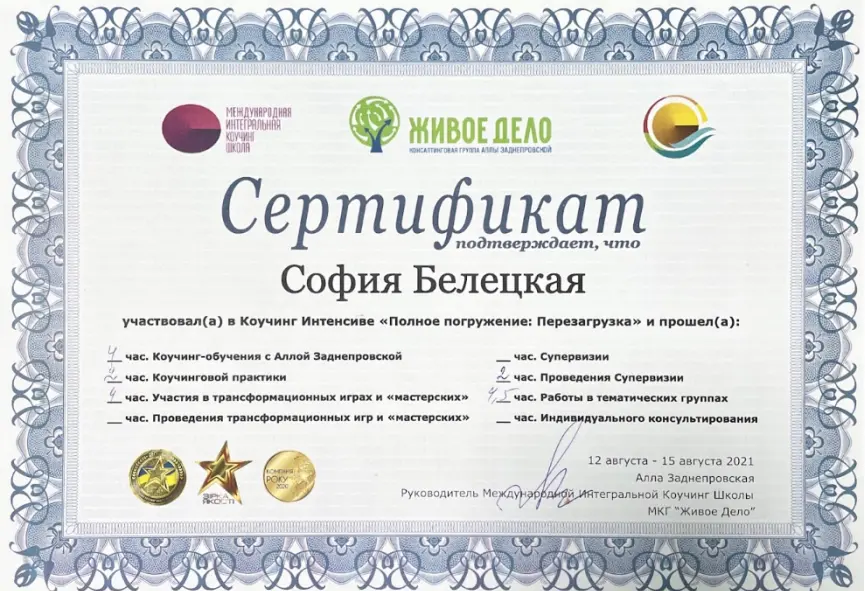 МЕЖДУНАРОДНАЯ
ИНТЕГРАЛЬНАЯ
КОУЧИНГ
ШКОЛА
ЖИВОЕ ДЕЛО
КОНСАЛТИНГОВАЯ ГРУППА АЛЛЫ ЗАДНЕПРОВСКОЙ
Сертификат
подтверждает, что
София Белецкая
участвовал(а) в Коучинг Интенсиве «Полное погружение: Перезагрузка» и прошел(а):
4 час. Коучинг-обучения с Аллой Заднепровской
2 час. Коучинговой практики
4 час. Участия в трансформационных играх и «мастерских»
__ час. Проведения трансформационных игр и «мастерских»
__ час. Супервизии
2 час. Проведения Супервизии
4,5 час. Работы в тематических группах
__ час. Индивидуального консультирования
ЗІРКА
ЯКОСТІ
КОМПАНІЯ
РОКУ
2020
12 августа - 15 августа 2021
Алла Заднепровская
Руководитель Международной Интегральной Коучинг Школы
МКГ "Живое Дело"